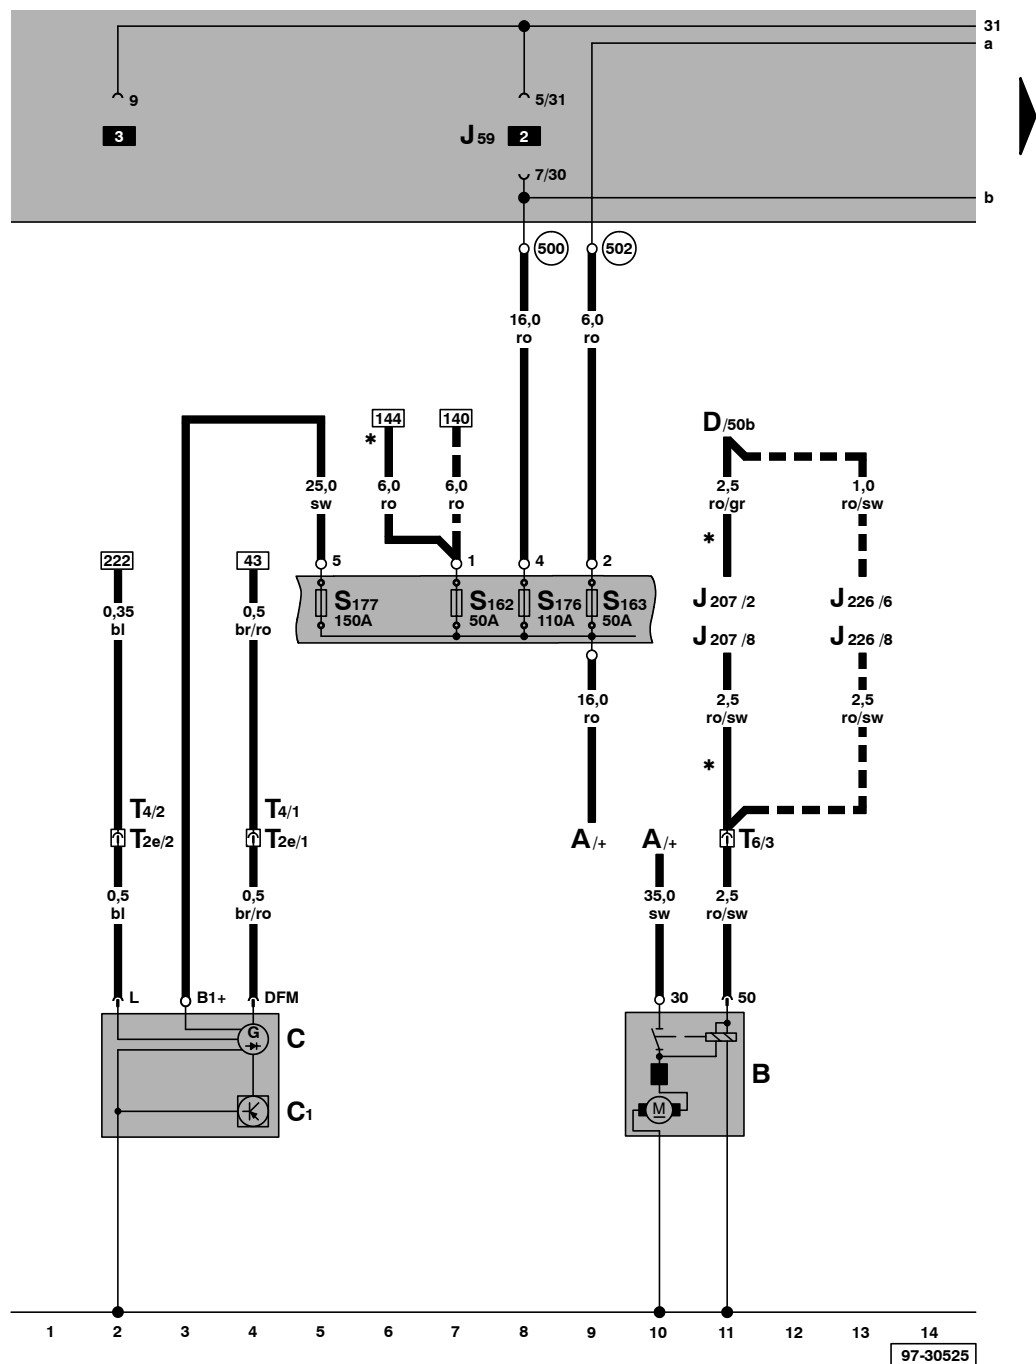 31
a
9
5/31
3
J 59
2
7/30
b
500
502
16,0
ro
6,0
ro
144
140
*
D /50b
25,0
sw
6,0
ro
6,0
ro
2,5
ro/gr
1,0
ro/sw
*
222
43
5
1
4
2
0,35
bl
0,5
br/ro
S177
150A
S162
50A
S176
110A
S163
50A
J 207 /2
J 226 /6
J 207 /8
J 226 /8
16,0
ro
2,5
ro/sw
2,5
ro/sw
*
T4/2
T4/1
T2e/2
T2e/1
A /+
A /+
T6/3
0,5
bl
0,5
br/ro
35,0
sw
2,5
ro/sw
L
B1+
DFM
30
50
G
C
B
C1
M
1 2 3 4 5 6 7 8 9 10 11 12 13 14
97-30525